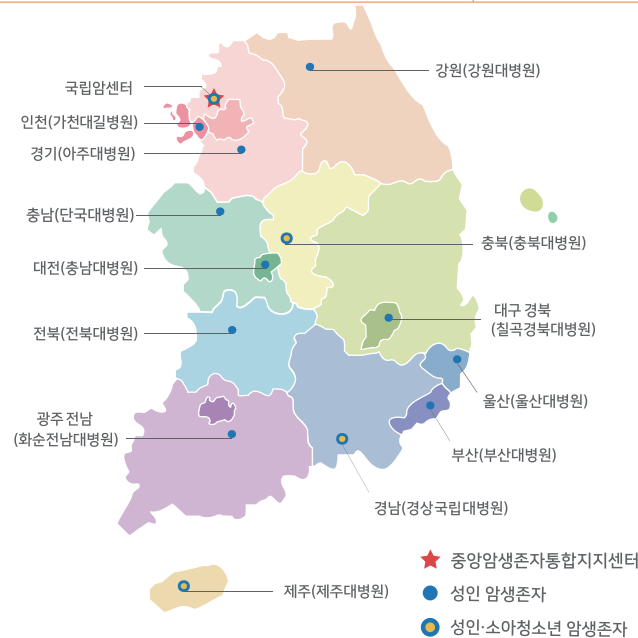 강원(강원대병원)
국립암센터
인천(가천대길병원)
경기(아주대병원)
충남(단국대병원)
충북(충북대병원)
대전(충남대병원)
대구 경북
(칠곡경북대병원)
전북(전북대병원)
울산(울산대병원)
광주 전남
(화순전남대병원)
부산(부산대병원)
경남(경상국립대병원)
제주(제주대병원)
중앙암생존자통합지지센터
성인 암생존자
성인·소아청소년 암생존자